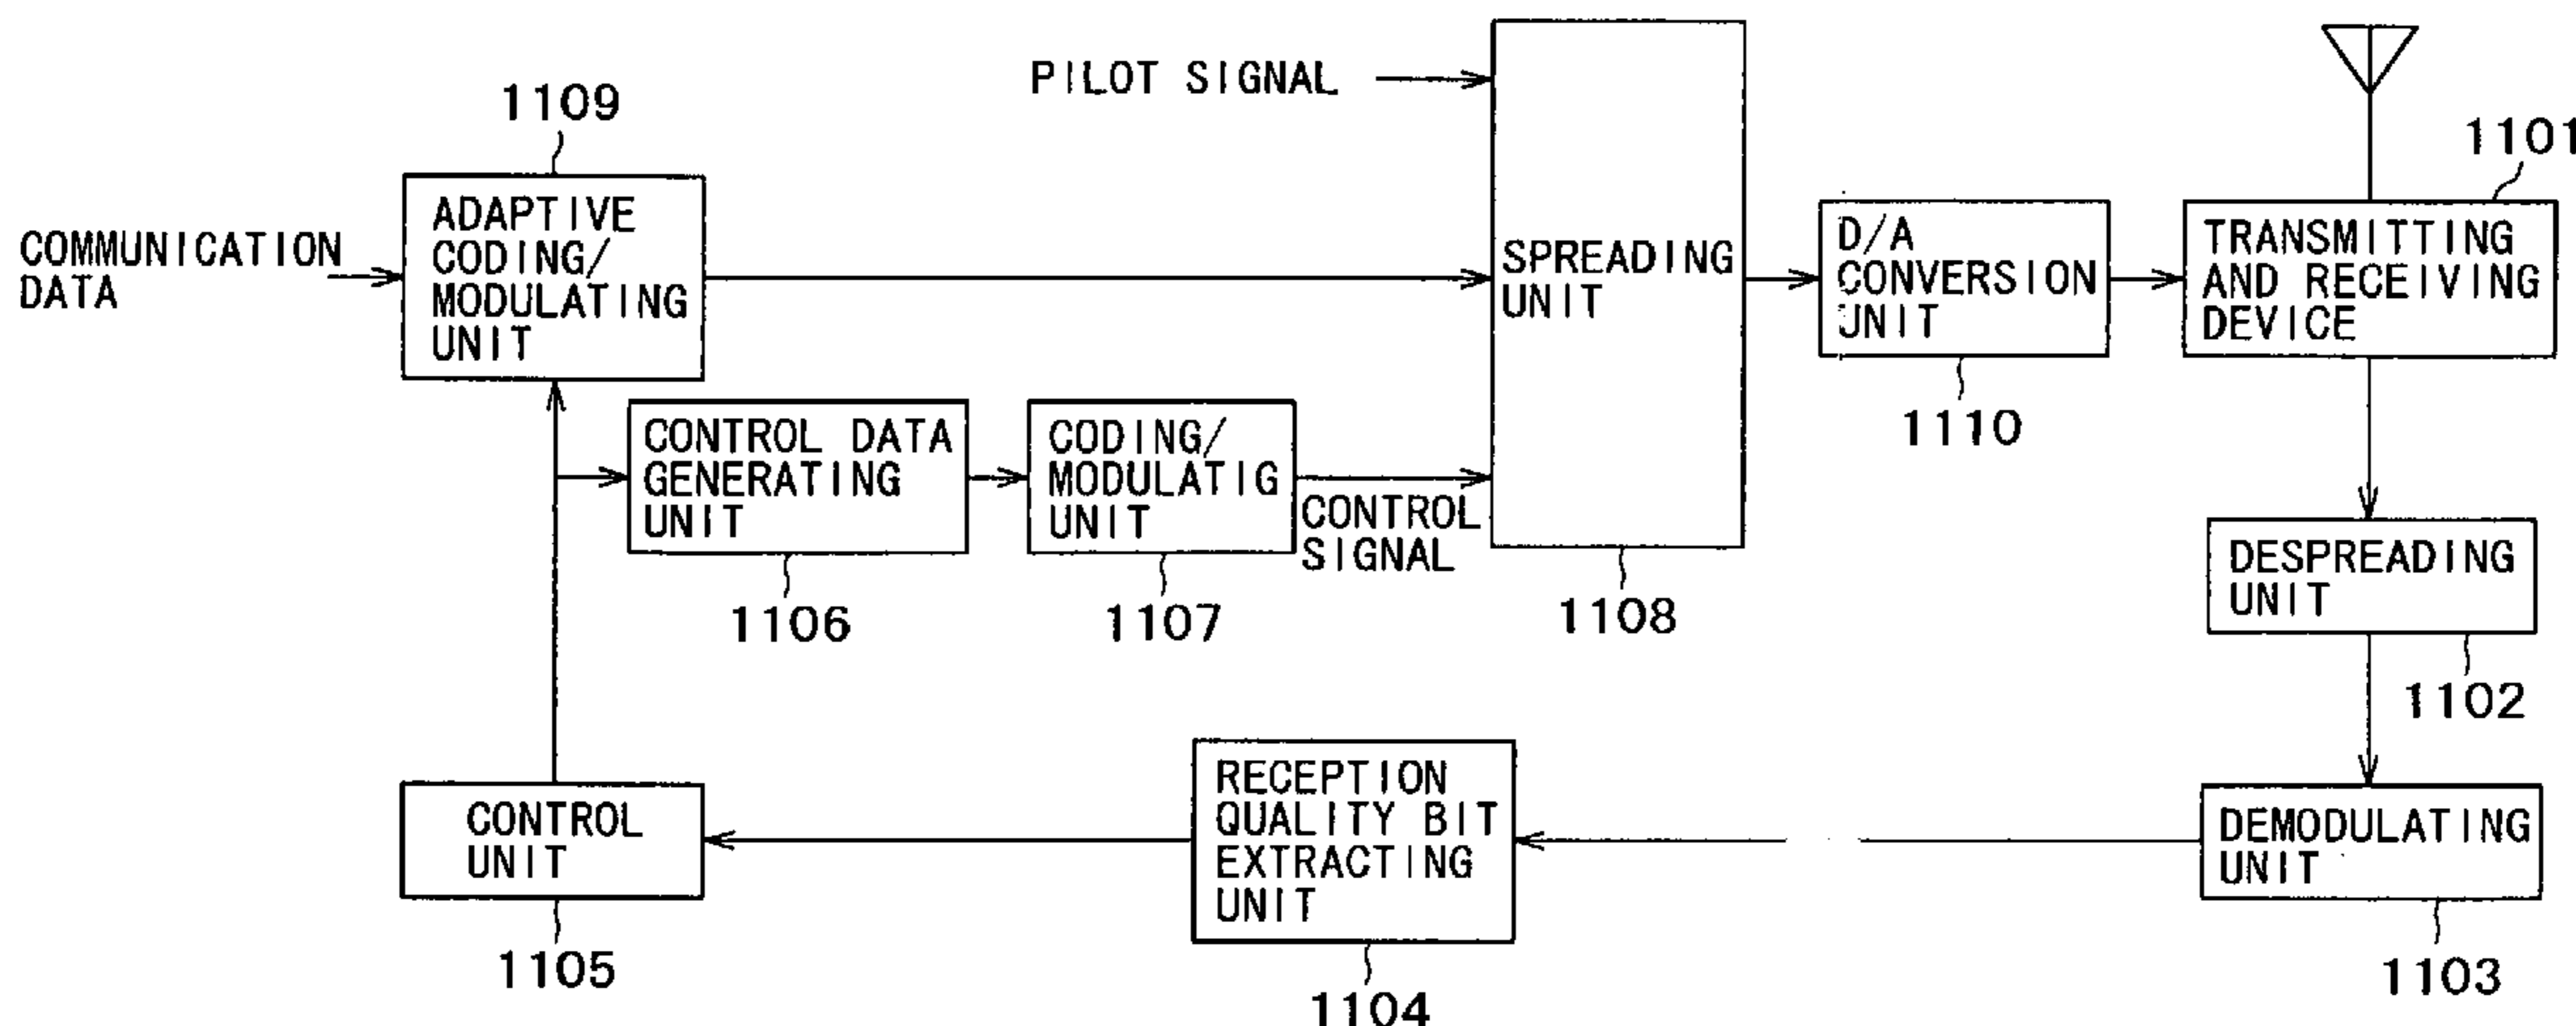 PILOT SIGNAL
1109
1101
COMMUNICATION
DATA
ADAPTIVE
CODING/
MODULATING
UNIT
SPREADING
UNIT
D/A
CONVERSION
UNIT
TRANSMITTING
AND RECEIVING
DEVICE
1110
CONTROL DATA
GENERATING
UNIT
CODING/
MODULATIG
UNIT
CONTROL
SIGNAL
1106
1107
1108
DESPREADING
UNIT
1102
CONTROL
UNIT
RECEPTION
QUALITY BIT
EXTRACTING
UNIT
DEMODULATING
UNIT
1105
1104
1103